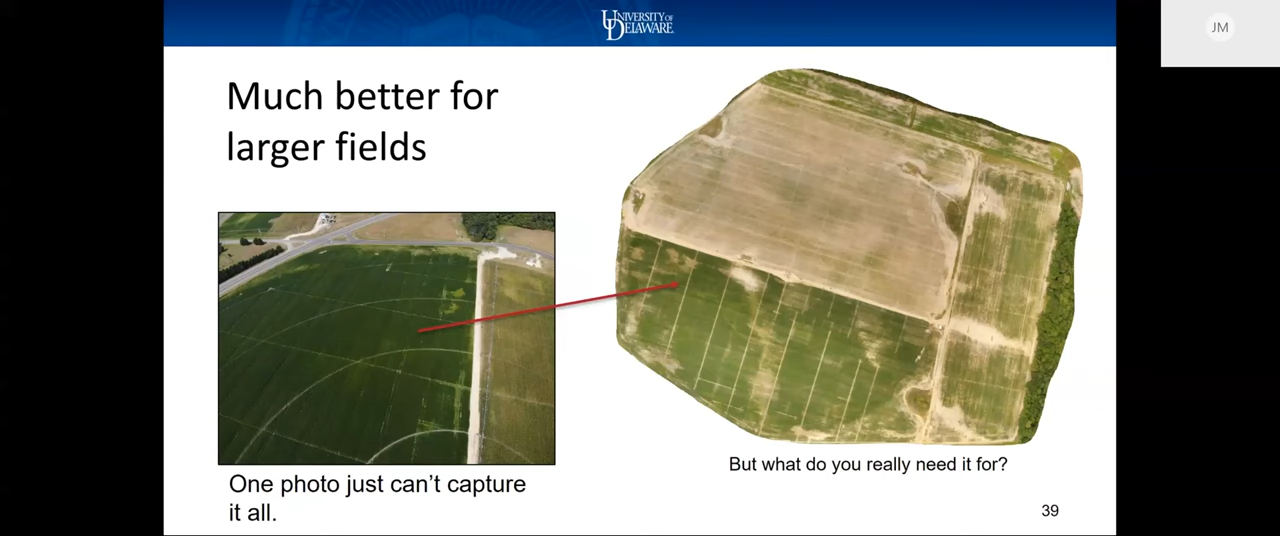 UNIVERSITY OF
DELAWARE
JM
Much better for
larger fields
One photo just can’t capture
it all.
But what do you really need it for?
39